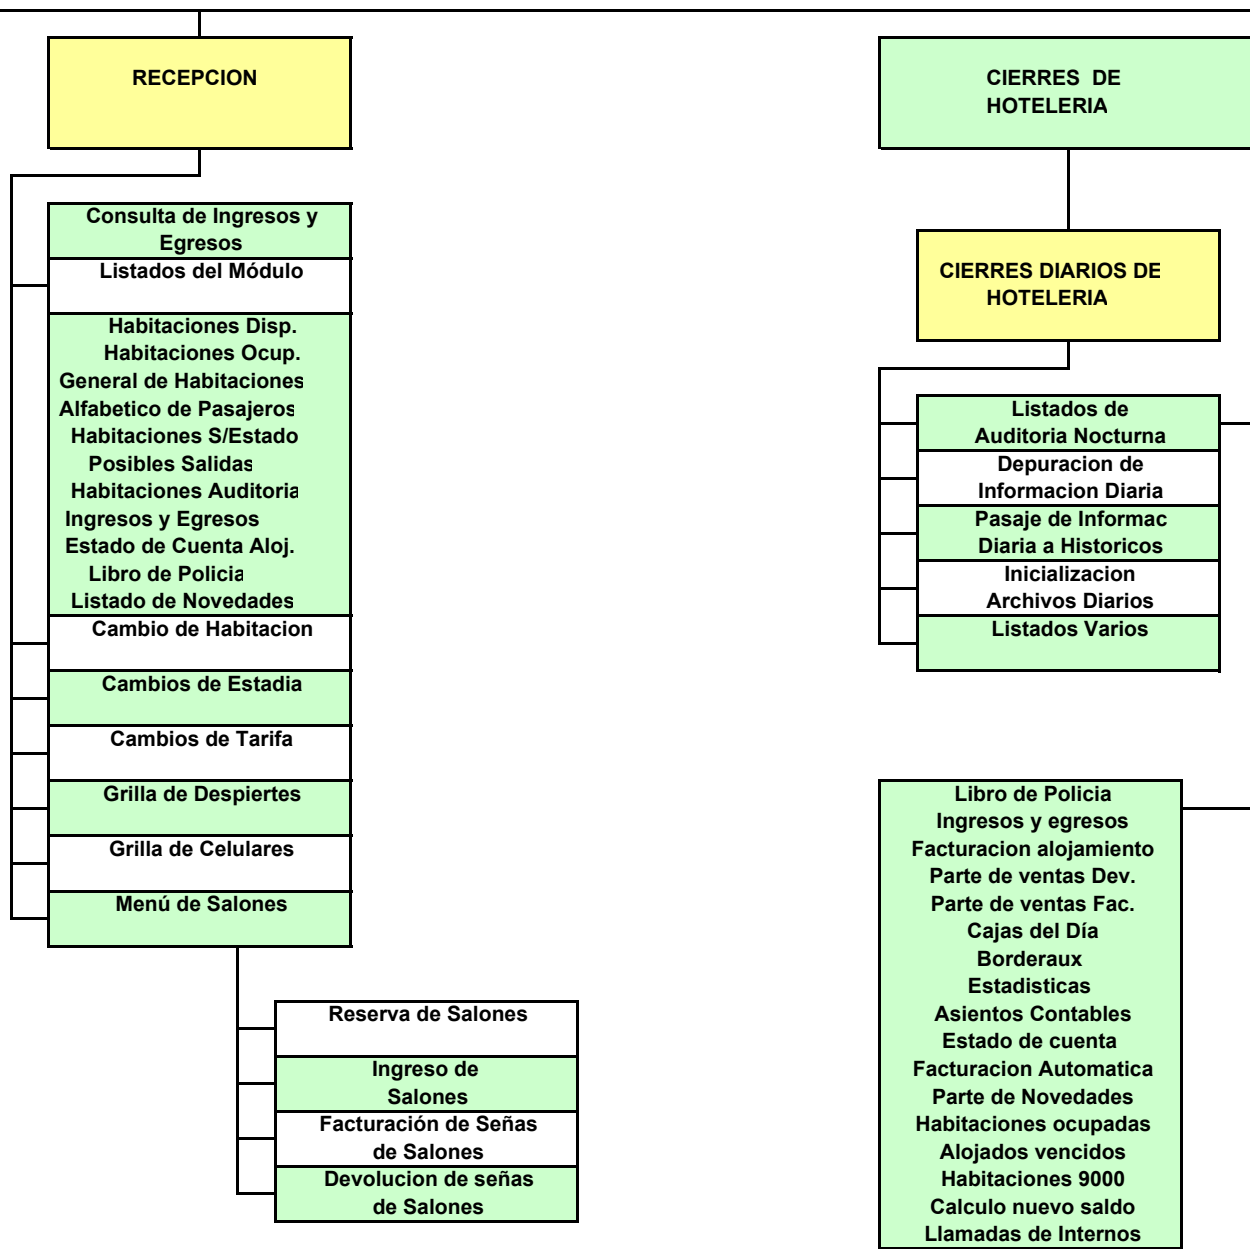 RECEPCION
Consulta de Ingresos y
Egresos
Listados del Módulo
Habitaciones Disp.
Habitaciones Ocup.
General de Habitaciones
Alfabetico de Pasajeros
Habitaciones S/Estado
Posibles Salidas
Habitaciones Auditoria
Ingresos y Egresos
Estado de Cuenta Aloj.
Libro de Policia
Listado de Novedades
Cambio de Habitacion
Cambios de Estadia
Cambios de Tarifa
Grilla de Despiertes
Grilla de Celulares
Menú de Salones
Reserva de Salones
Ingreso de
Salones
Facturación de Señas
de Salones
Devolucion de señas
de Salones
CIERRES DE
HOTELERIA
CIERRES DIARIOS DE
HOTELERIA
Listados de
Auditoria Nocturna
Depuracion de
Informacion Diaria
Pasaje de Informac
Diaria a Historicos
Inicializacion
Archivos Diarios
Listados Varios
Libro de Policia
Ingresos y egresos
Facturacion alojamiento
Parte de ventas Dev.
Parte de ventas Fac.
Cajas del Día
Borderaux
Estadisticas
Asientos Contables
Estado de cuenta
Facturacion Automatica
Parte de Novedades
Habitaciones ocupadas
Alojados vencidos
Habitaciones 9000
Calculo nuevo saldo
Llamadas de Internos